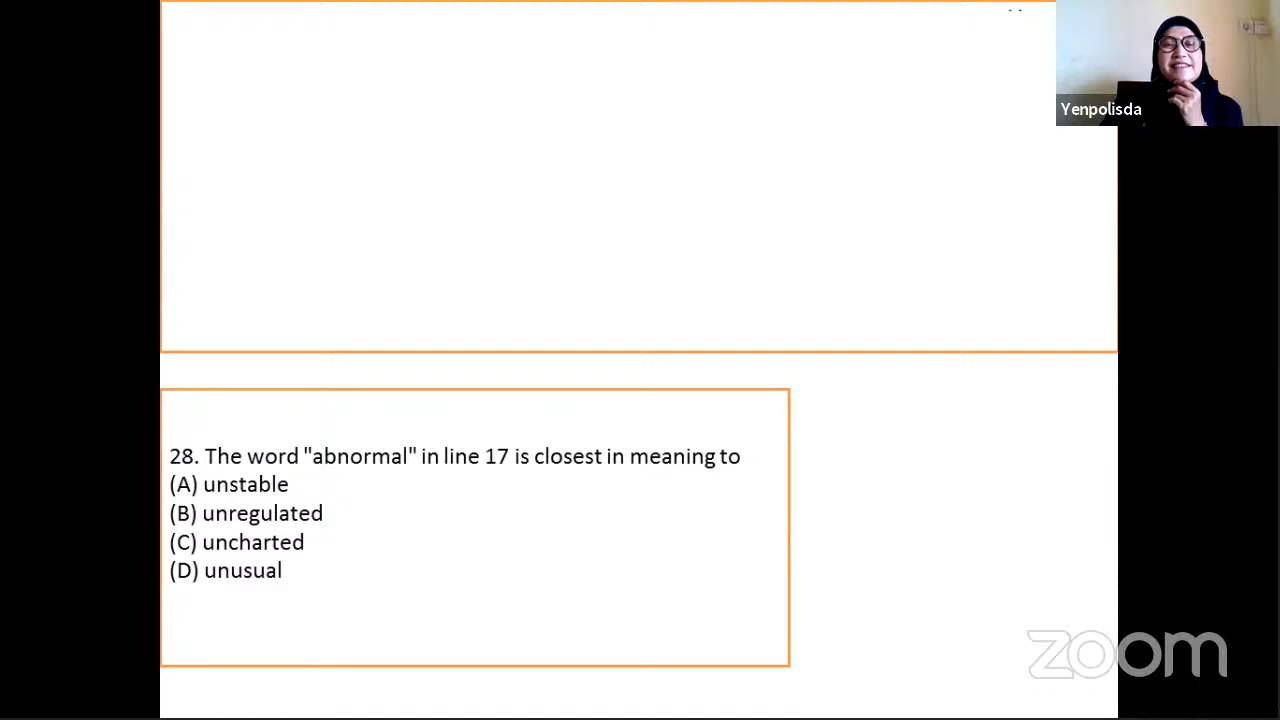 Yenpolisda
28. The word "abnormal" in line 17 is closest in meaning to
(A) unstable
(B) unregulated
(C) uncharted
(D) unusual
zoom